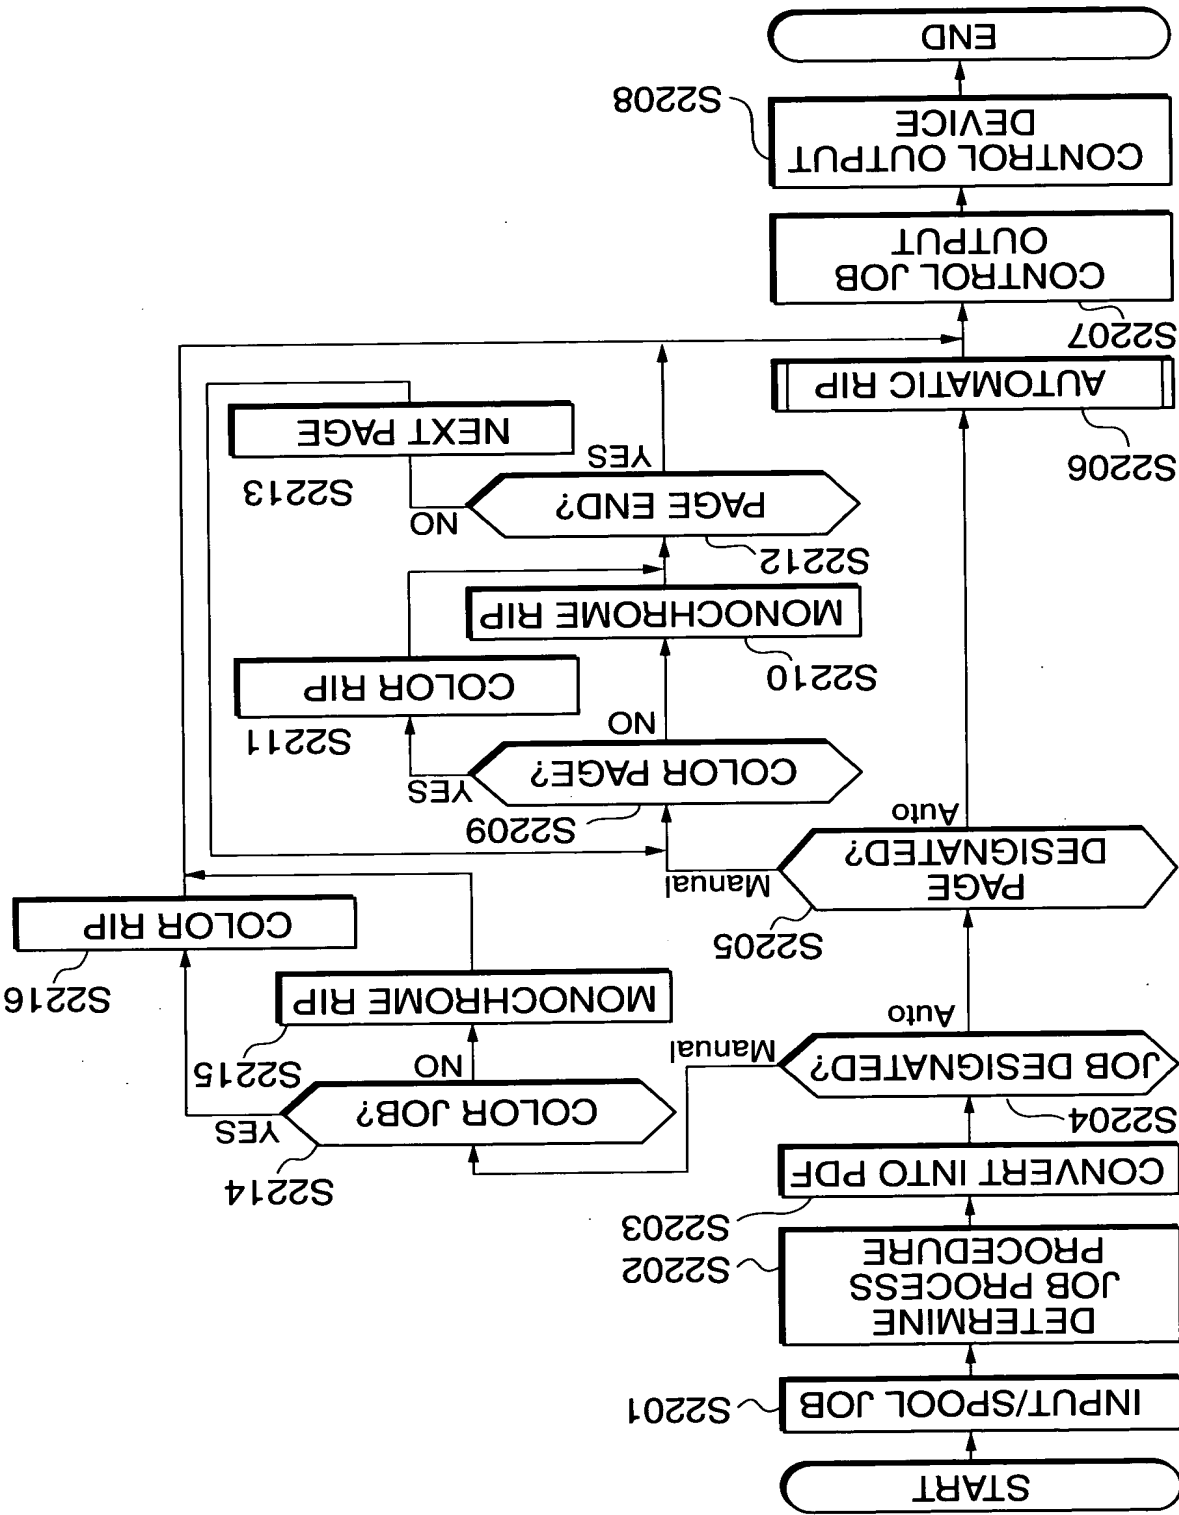 START
INPUT/SPOOL JOB
S2201
DETERMINE
JOB PROCESS
PROCEDURE
S2202
CONVERT INTO PDF
S2203
JOB DESIGNATED?
S2204
Manual
Auto
PAGE
DESIGNATED?
S2205
Manual
Auto
AUTOMATIC RIP
S2206
CONTROL JOB
OUTPUT
S2207
CONTROL OUTPUT
DEVICE
S2208
END
COLOR PAGE?
S2209
YES
NO
MONOCHROME RIP
S2210
COLOR RIP
S2211
PAGE END?
S2212
NO
YES
NEXT PAGE
S2213
COLOR JOB?
S2214
YES
NO
MONOCHROME RIP
S2215
COLOR RIP
S2216